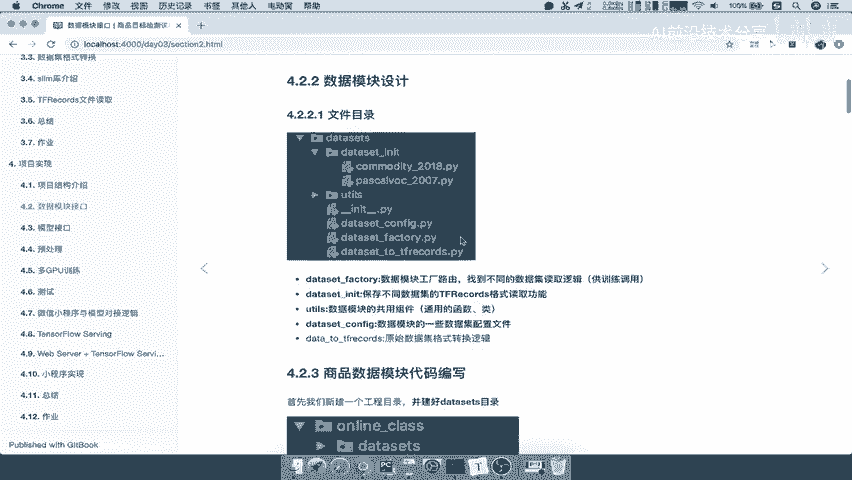 Chrome 文件 修改 视图 历史记录 书签 其他人 电动窝 窗口 帮助
100%
数据模块接口 | 商品目标检测
AI前沿技术分享
localhost:4000/day03/section2.html
3.3. 数据集格式转换
3.4. slim库介绍
3.5. TFRecords文件读取
3.6. 总结
3.7. 作业
4. 项目实现
4.1. 项目结构介绍
4.2. 数据模块接口
4.3. 模型接口
4.4. 预处理
4.5. 多GPU训练
4.6. 测试
4.7. 微信小程序与模型对接逻辑
4.8. TensorFlow Serving
4.9. Web Server + TensorFlow Servi...
4.10. 小程序实现
4.11. 总结
4.12. 作业
Published with GitBook
4.2.2 数据模块设计
4.2.2.1 文件目录
datasets
dataset_init
commodity_2018.py
pascalvoc_2007.py
utils
__init__.py
dataset_config.py
dataset_factory.py
dataset_to_tfrecords.py
• dataset_factory:数据模块工厂路由，找到不同的数据集读取逻辑（供训练调用）
• dataset_init:保存不同数据集的TFRecords格式读取功能
• utils:数据模块的共用组件（通用的函数、类）
• dataset_config:数据模块的一些数据集配置文件
• data_to_tfrecords:原始数据集格式转换逻辑
4.2.3 商品数据模块代码编写
首先我们新建一个工程目录，并建好datasets目录
online_class
datasets